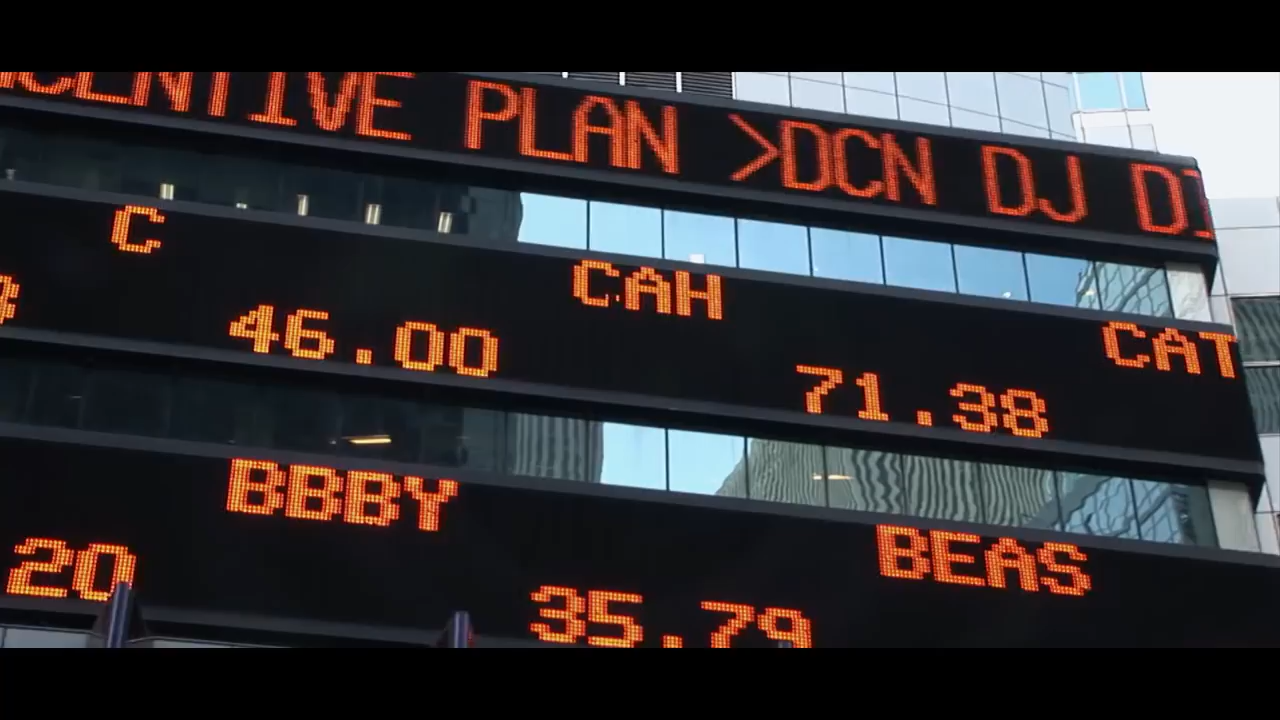 PLAN >DCN DJ
C CAH CAT
46.00 71.38
BBBY BEAS
20 35.79